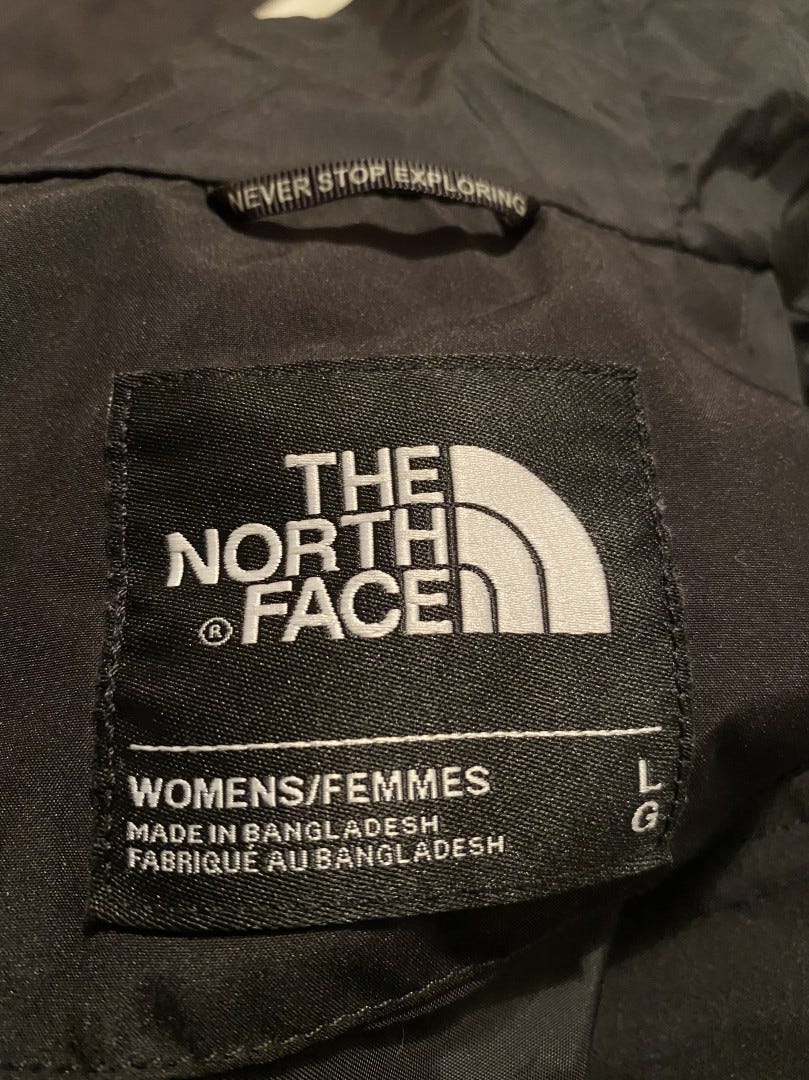 NEVER STOP EXPLORING
THE
NORTH
® FACE
WOMENS/FEMMES L
MADE IN BANGLADESH G
FABRIQUÉ AU BANGLADESH